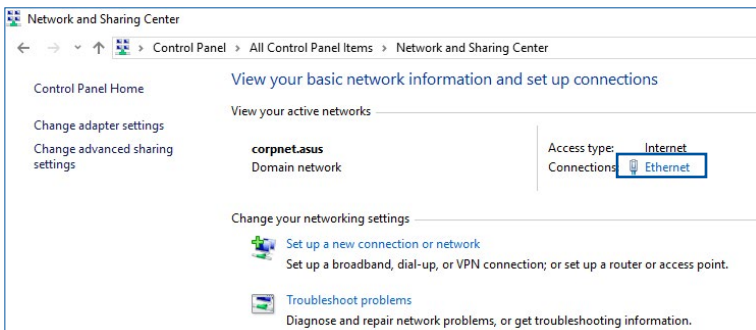 Network and Sharing Center
Control Panel > All Control Panel Items > Network and Sharing Center
Control Panel Home
Change adapter settings
Change advanced sharing
settings
View your basic network information and set up connections
View your active networks
corpnet.asus
Domain network
Access type: Internet
Connections Ethernet
Change your networking settings
Set up a new connection or network
Set up a broadband, dial-up, or VPN connection; or set up a router or access point.
Troubleshoot problems
Diagnose and repair network problems, or get troubleshooting information.